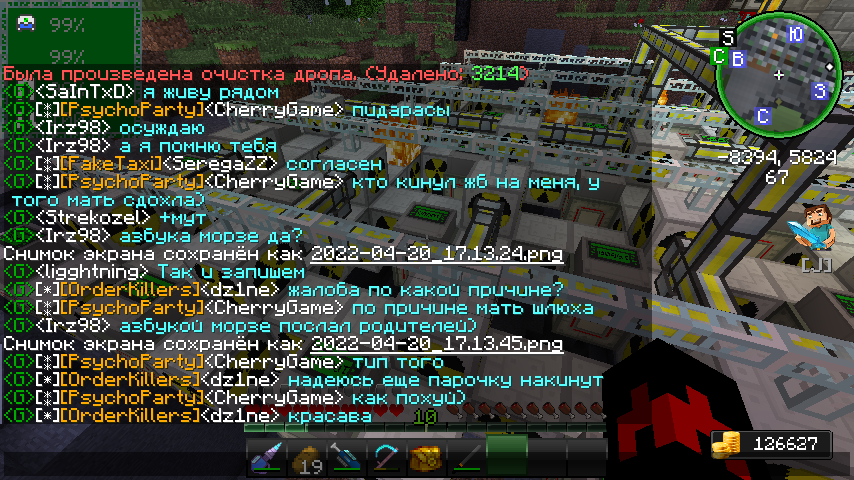 99%
99%
Была произведена очистка дропа, (Удалено: 3214)
<G><SaInTxD> я живу рядом
<G>[*][PsychoParty]<CherryGame> пидарасы
<G><Irz98> осуждаю
<G><Irz98> а я помню тебя
<G>[*][FakeTaxi]<SeregaZZ> согласен
<G>[*][PsychoParty]<CherryGame> кто кинул жб на меня, у
того мать сдохла)
<G><Strekozel> +мут
<G><Irz98> азбука морзе да?
Снимок экрана сохранён как 2022-04-20_17.13.24.png
<G><ligghtning> Так и запишем
<G>[*][OrderKillers]<dz1ne> жалоба по какой причине?
<G>[*][PsychoParty]<CherryGame> по причине мать шлюха
<G><Irz98> азбукой морзе послал родителей)
Снимок экрана сохранён как 2022-04-20_17.13.45.png
<G>[*][PsychoParty]<CherryGame> тип того
<G>[*][OrderKillers]<dz1ne> надеюсь еще парочку накинут
<G>[*][PsychoParty]<CherryGame> как похуй)
<G>[*][OrderKillers]<dz1ne> красава
S
Ю
С
В
З
С
-8394, 5824
67
[J]
10
19
126627